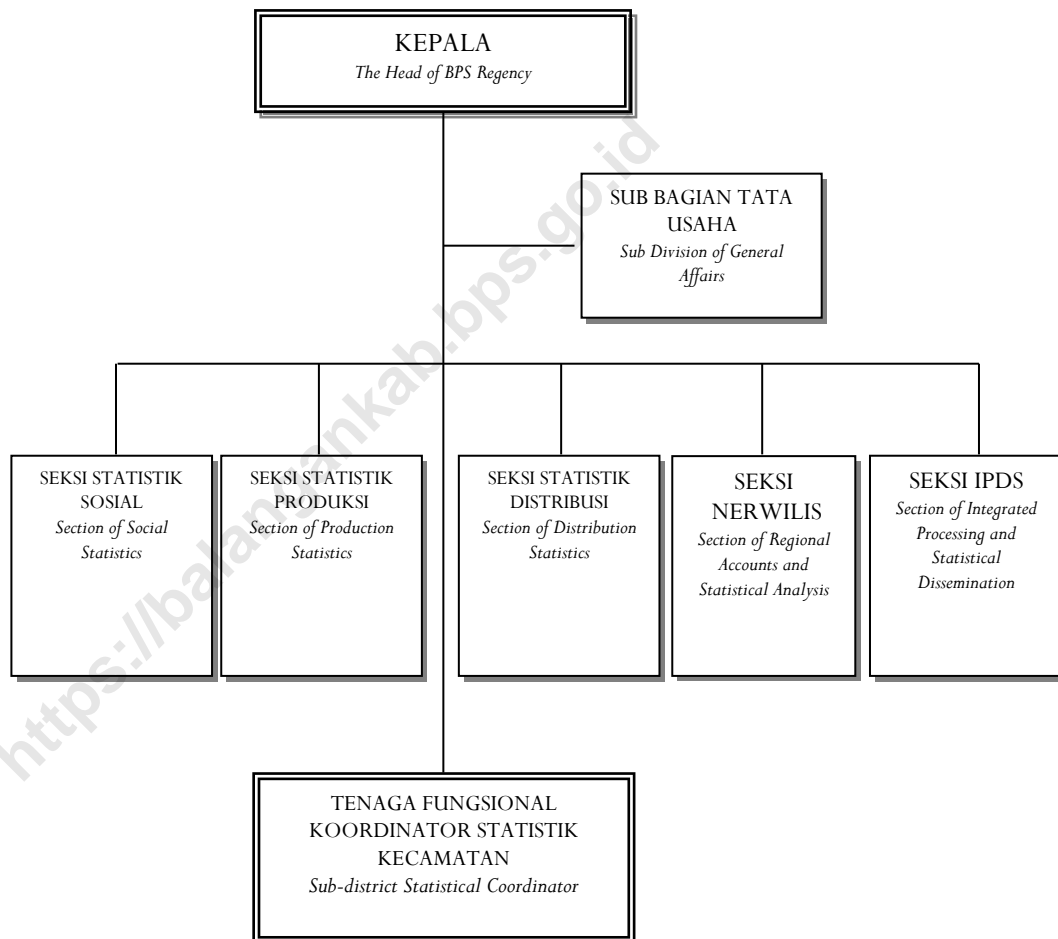 KEPALA
The Head of BPS Regency
SUB BAGIAN TATA
USAHA
Sub Division of General
Affairs
SEKSI STATISTIK
SOSIAL
Section of Social
Statistics
SEKSI STATISTIK
PRODUKSI
Section of Production
Statistics
SEKSI STATISTIK
DISTRIBUSI
Section of Distribution
Statistics
SEKSI
NERWILIS
Section of Regional
Accounts and
Statistical Analysis
SEKSI IPDS
Section of Integrated
Processing and
Statistical
Dissemination
TENAGA FUNGSIONAL
KOORDINATOR STATISTIK
KECAMATAN
Sub-district Statistical Coordinator
https://balangankab.bps.go.id